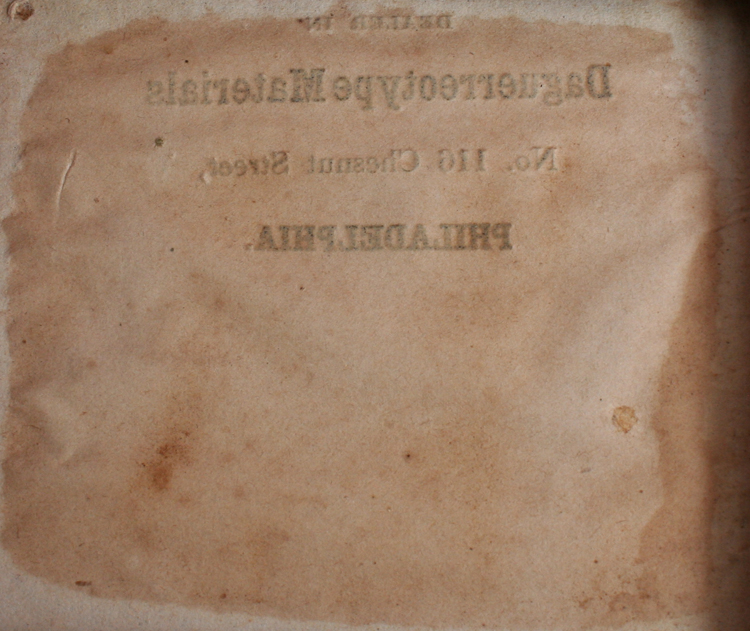 DEALER IN
Daguerreotype Materials
No. 116 Chesnut Street,
PHILADELPHIA.